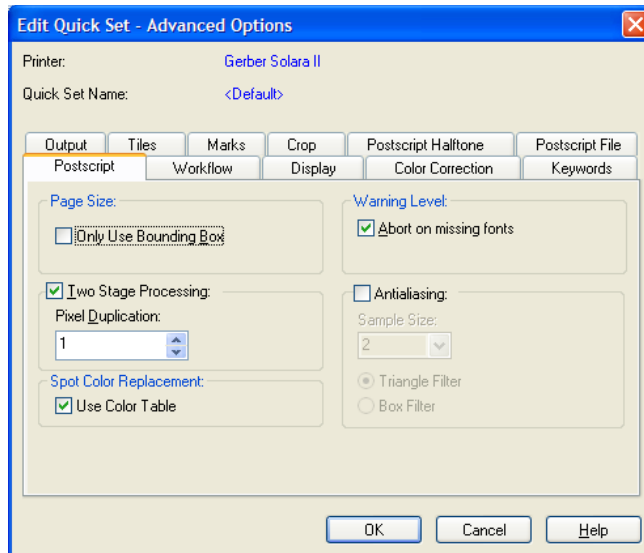 Edit Quick Set - Advanced Options
Printer: Gerber Solara II
Quick Set Name: <Default>
Output Tiles Marks Crop Postscript Halftone Postscript File
Postscript Workflow Display Color Correction Keywords
Page Size:
Only Use Bounding Box
Warning Level:
Abort on missing fonts
Two Stage Processing:
Pixel Duplication:
1
Antialiasing:
Sample Size:
2
Triangle Filter
Box Filter
Spot Color Replacement:
Use Color Table
OK Cancel Help